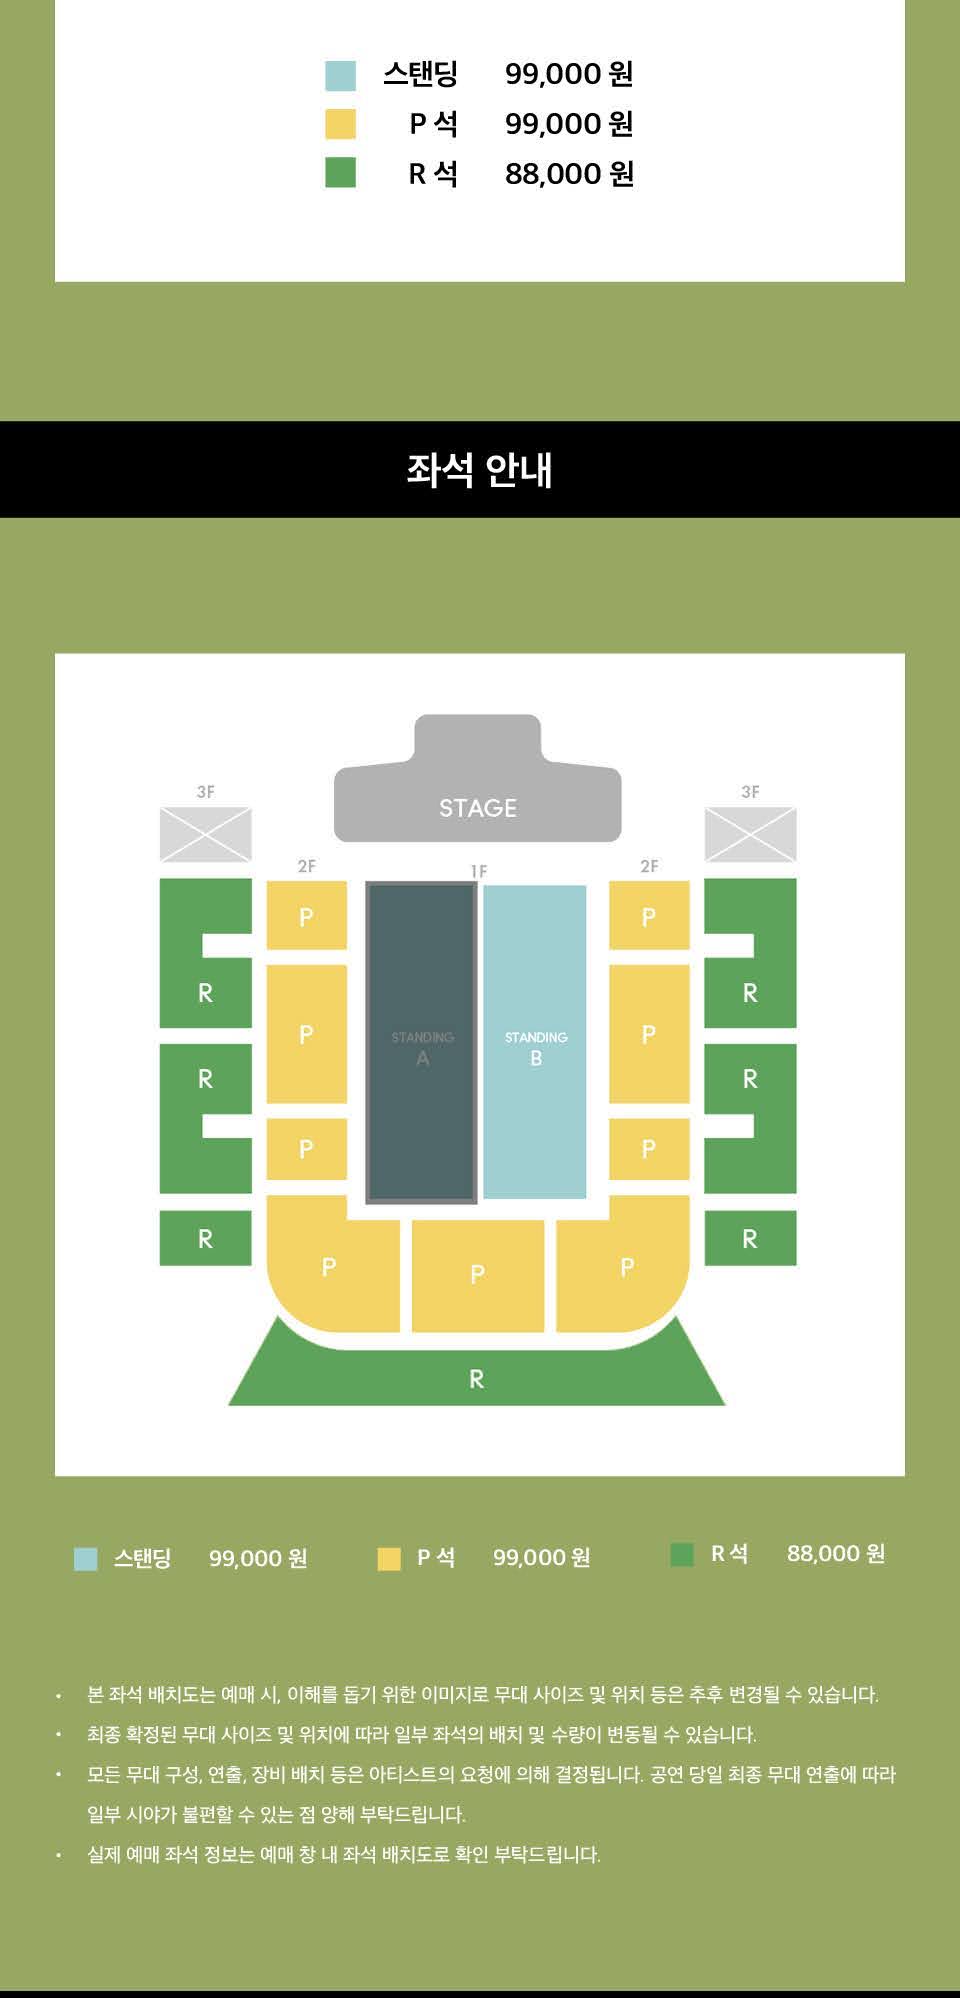 스탠딩 99,000 원
P 석 99,000 원
R 석 88,000 원
좌석 안내
STAGE
3F 3F
2F 1F 2F
P P
R R
STANDING STANDING
P A B P
R R
P P
R R
P P P
R
스탠딩 99,000 원 P 석 99,000 원 R 석 88,000 원
• 본 좌석 배치도는 예매 시, 이해를 돕기 위한 이미지로 무대 사이즈 및 위치 등은 추후 변경될 수 있습니다.
• 최종 확정된 무대 사이즈 및 위치에 따라 일부 좌석의 배치 및 수량이 변동될 수 있습니다.
• 모든 무대 구성, 연출, 장비 배치 등은 아티스트의 요청에 의해 결정됩니다. 공연 당일 최종 무대 연출에 따라
일부 시야가 불편할 수 있는 점 양해 부탁드립니다.
• 실제 예매 좌석 정보는 예매 창 내 좌석 배치도로 확인 부탁드립니다.